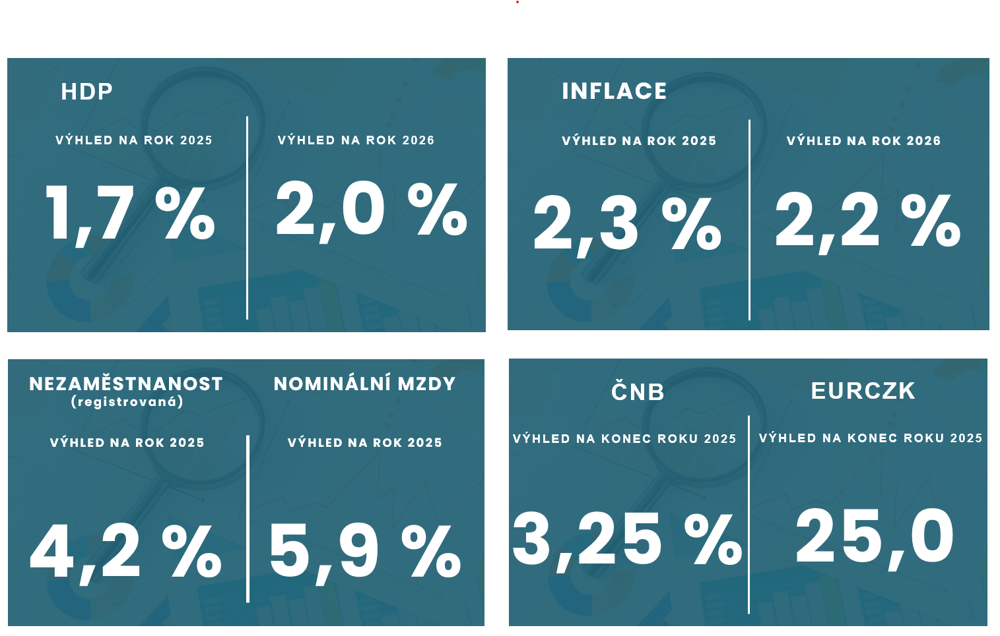 HDP
VÝHLED NA ROK 2025
VÝHLED NA ROK 2026
1,7 %
2,0 %
INFLACE
VÝHLED NA ROK 2025
VÝHLED NA ROK 2026
2,3 %
2,2 %
NEZAMĚSTNANOST
(registrovaná)
NOMINÁLNÍ MZDY
VÝHLED NA ROK 2025
VÝHLED NA ROK 2025
4,2 %
5,9 %
ČNB
EURCZK
VÝHLED NA KONEC ROKU 2025
VÝHLED NA KONEC ROKU 2025
3,25 %
25,0